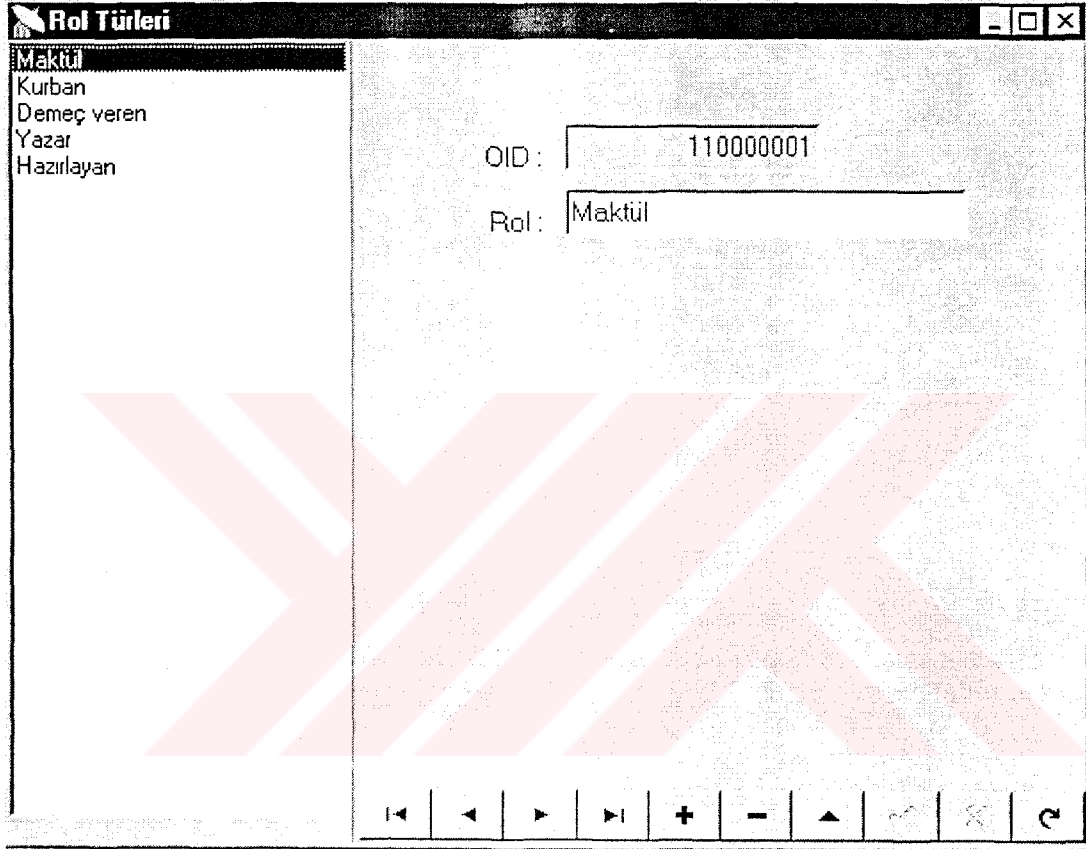 Rol Türleri
Maktül
Kurban
Demeç veren
Yazar
Hazırlayan
OID : 110000001
Rol : Maktül